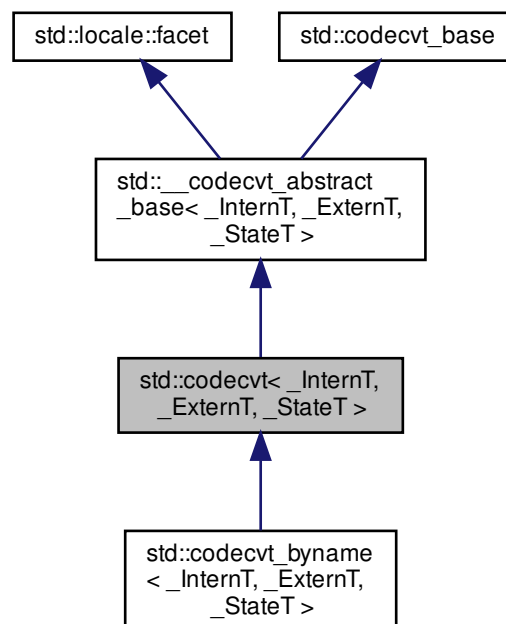 std::locale::facet
std::codecvt_base
std::__codecvt_abstract
_base< _InternT, _ExternT,
_StateT >
std::codecvt< _InternT,
_ExternT, _StateT >
std::codecvt_byname
< _InternT, _ExternT,
_StateT >